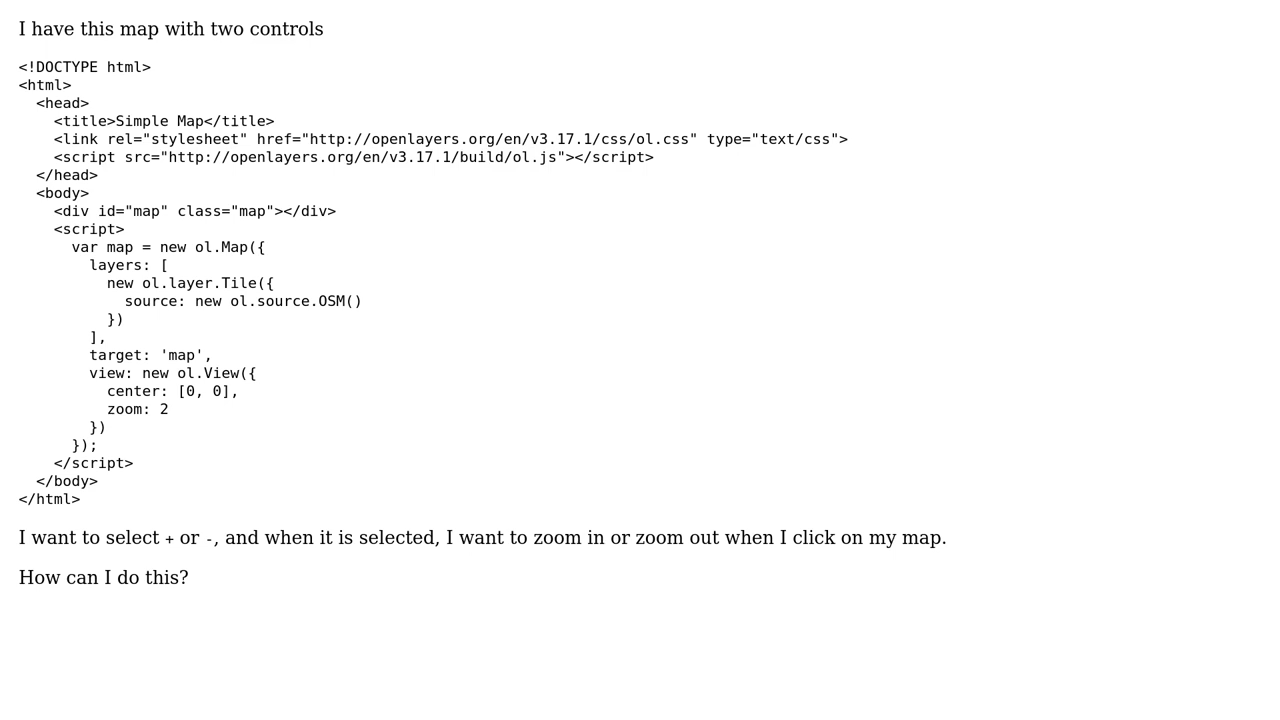 I have this map with two controls
<!DOCTYPE html>
<html>
  <head>
    <title>Simple Map</title>
    <link rel="stylesheet" href="http://openlayers.org/en/v3.17.1/css/ol.css" type="text/css">
    <script src="http://openlayers.org/en/v3.17.1/build/ol.js"></script>
  </head>
  <body>
    <div id="map" class="map"></div>
    <script>
      var map = new ol.Map({
        layers: [
          new ol.layer.Tile({
            source: new ol.source.OSM()
          })
        ],
        target: 'map',
        view: new ol.View({
          center: [0, 0],
          zoom: 2
        })
      });
    </script>
  </body>
</html>
I want to select + or -, and when it is selected, I want to zoom in or zoom out when I click on my map.
How can I do this?